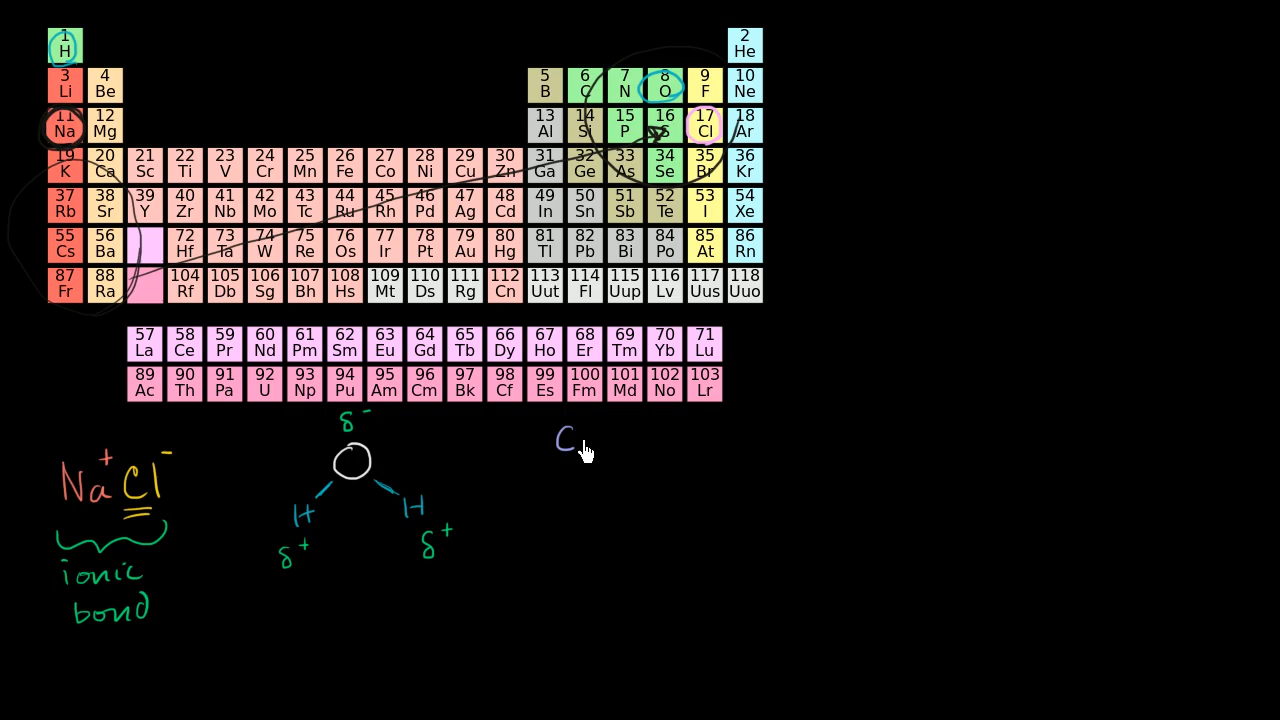 1 2
H He
3 4 5 6 7 8 9 10
Li Be B C N O F Ne
11 12 13 14 15 16 17 18
Na Mg Al Si P S Cl Ar
19 20 21 22 23 24 25 26 27 28 29 30 31 32 33 34 35 36
K Ca Sc Ti V Cr Mn Fe Co Ni Cu Zn Ga Ge As Se Br Kr
37 38 39 40 41 42 43 44 45 46 47 48 49 50 51 52 53 54
Rb Sr Y Zr Nb Mo Tc Ru Rh Pd Ag Cd In Sn Sb Te I Xe
55 56 72 73 74 75 76 77 78 79 80 81 82 83 84 85 86
Cs Ba Hf Ta W Re Os Ir Pt Au Hg Tl Pb Bi Po At Rn
87 88 104 105 106 107 108 109 110 111 112 113 114 115 116 117 118
Fr Ra Rf Db Sg Bh Hs Mt Ds Rg Cn Uut Fl Uup Lv Uus Uuo
57 58 59 60 61 62 63 64 65 66 67 68 69 70 71
La Ce Pr Nd Pm Sm Eu Gd Tb Dy Ho Er Tm Yb Lu
89 90 91 92 93 94 95 96 97 98 99 100 101 102 103
Ac Th Pa U Np Pu Am Cm Bk Cf Es Fm Md No Lr
δ-
O C
Na+ Cl-
H H
δ+ δ+
ionic
bond